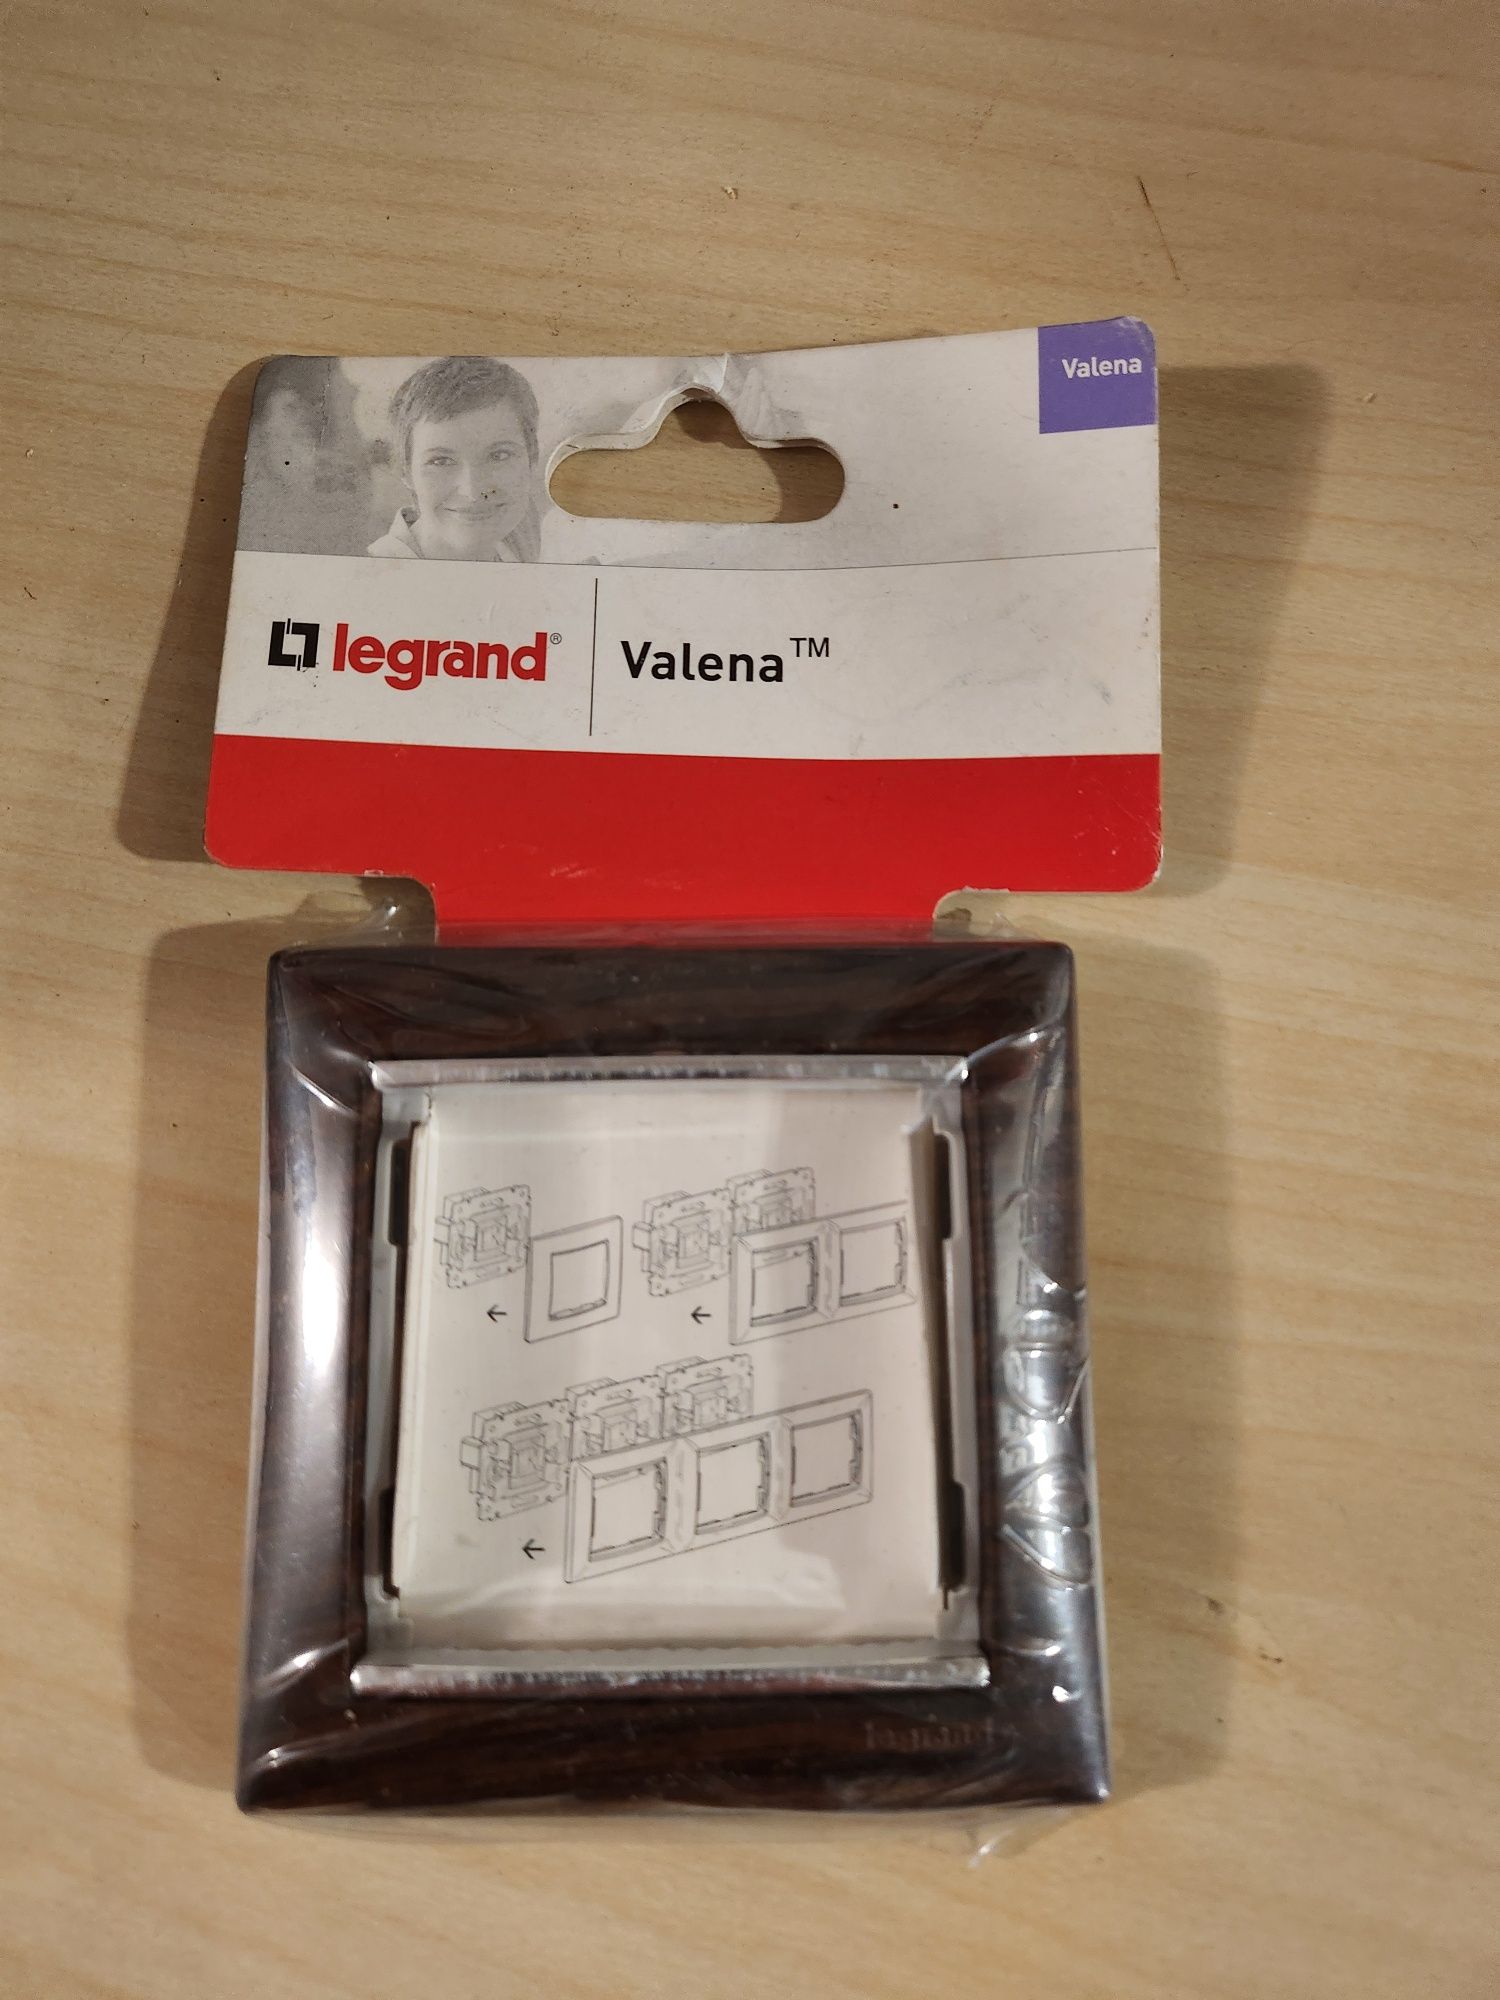 Valena
legrand® | Valena™
legrand